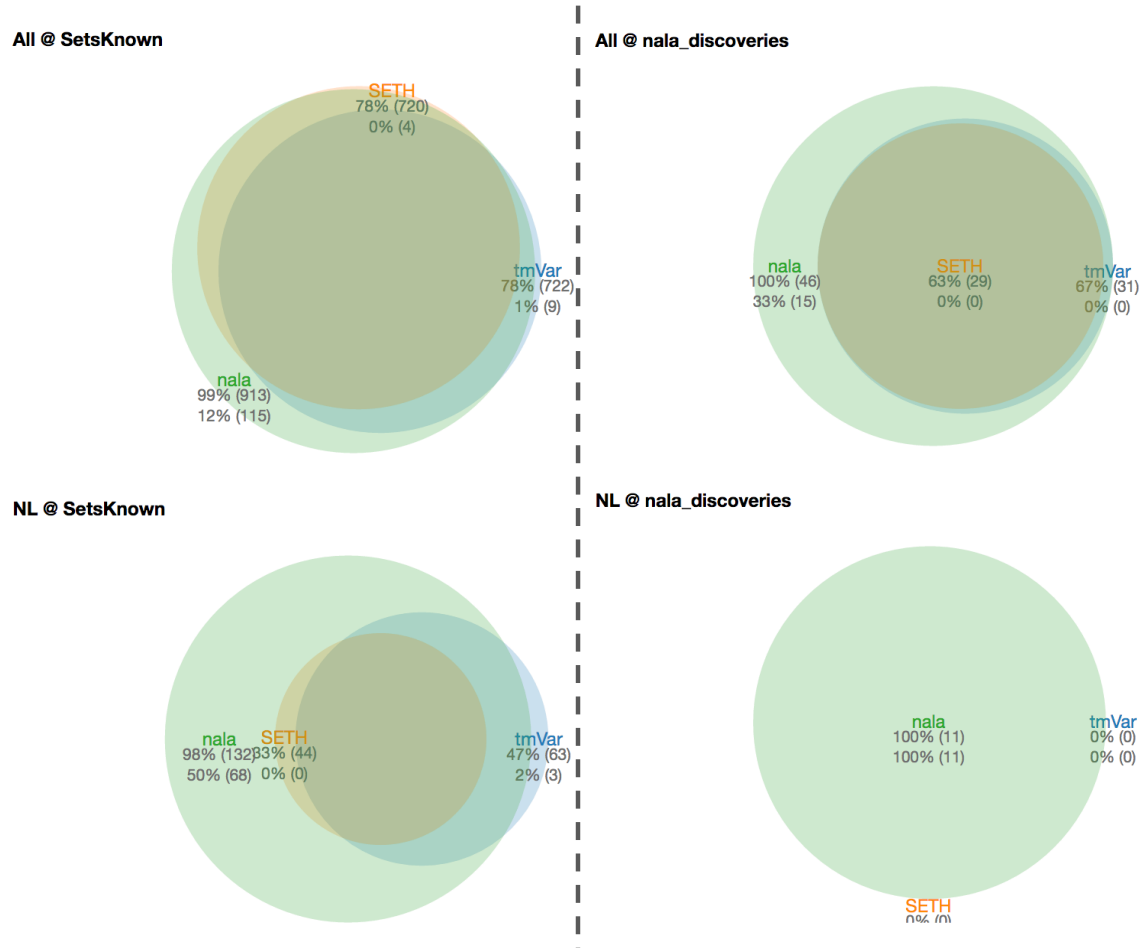 All @ SetsKnown
SETH
78% (720)
0% (4)
tmVar
78% (722)
1% (9)
nala
99% (913)
12% (115)
All @ nala_discoveries
nala
100% (46)
33% (15)
SETH
63% (29)
0% (0)
tmVar
67% (31)
0% (0)
NL @ SetsKnown
nala
98% (132)
50% (68)
SETH
33% (44)
0% (0)
tmVar
47% (63)
2% (3)
NL @ nala_discoveries
nala
100% (11)
100% (11)
tmVar
0% (0)
0% (0)
SETH
0% (0)